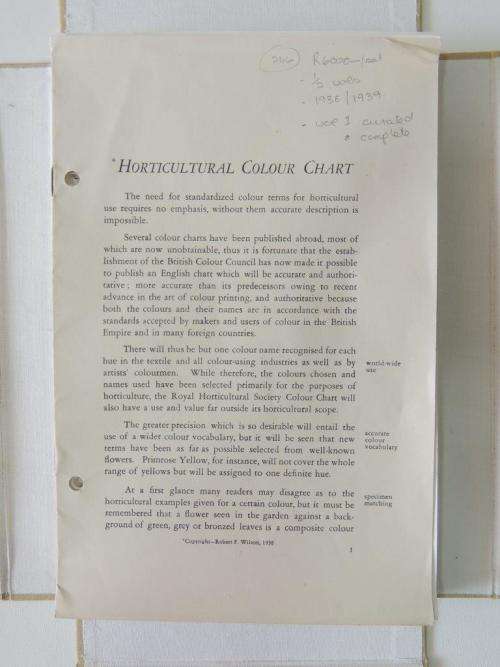 R6000-/set
1936/1939
- vol 1 curated
& complete
*HORTICULTURAL COLOUR CHART
The need for standardized colour terms for horticultural
use requires no emphasis, without them accurate description is
impossible.
Several colour charts have been published abroad, most of
which are now unobtainable, thus it is fortunate that the estab-
lishment of the British Colour Council has now made it possible
to publish an English chart which will be accurate and authori-
tative; more accurate than its predecessors owing to recent
advance in the art of colour printing, and authoritative because
both the colours and their names are in accordance with the
standards accepted by makers and users of colour in the British
Empire and in many foreign countries.
There will thus be but one colour name recognised for each
hue in the textile and all colour-using industries as well as by
artists' colourmen. While therefore, the colours chosen and
names used have been selected primarily for the purposes of
horticulture, the Royal Horticultural Society Colour Chart will
also have a use and value far outside its horticultural scope.
world-wide
use
The greater precision which is so desirable will entail the
use of a wider colour vocabulary, but it will be seen that new
terms have been as far as possible selected from well-known
flowers. Primrose Yellow, for instance, will not cover the whole
range of yellows but will be assigned to one definite hue.
accurate
colour
vocabulary
At a first glance many readers may disagree as to the
horticultural examples given for a certain colour, but it must be
remembered that a flower seen in the garden against a back-
ground of green, grey or bronzed leaves is a composite colour
specimen
matching
*Copyright—Robert F. Wilson, 1938
1